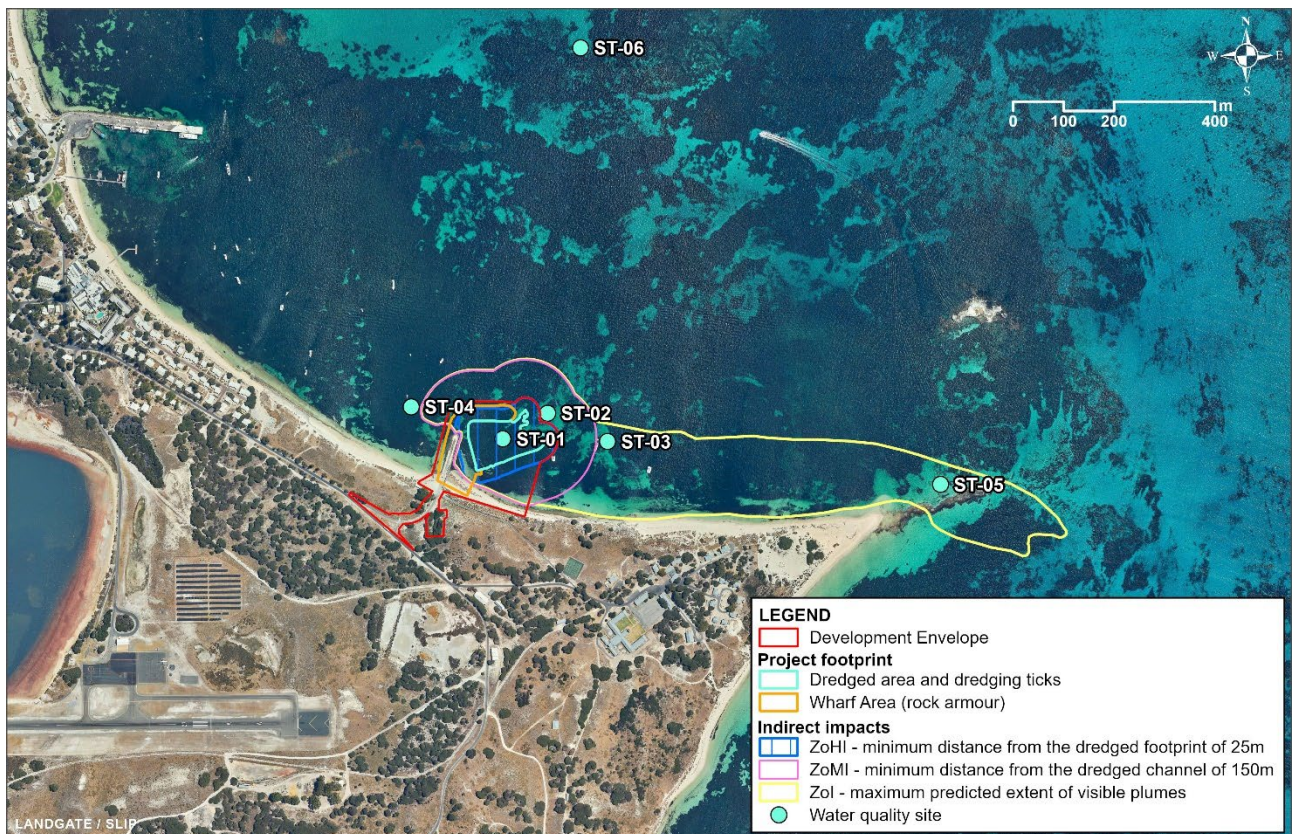 ST-06
N
W E
S
m
0 100 200 400
ST-04
ST-02
ST-01
ST-03
ST-05
LEGEND
Development Envelope
Project footprint
Dredged area and dredging ticks
Wharf Area (rock armour)
Indirect impacts
ZoHI - minimum distance from the dredged footprint of 25m
ZoMI - minimum distance from the dredged channel of 150m
ZoI - maximum predicted extent of visible plumes
Water quality site
LANDGATE / SLIP